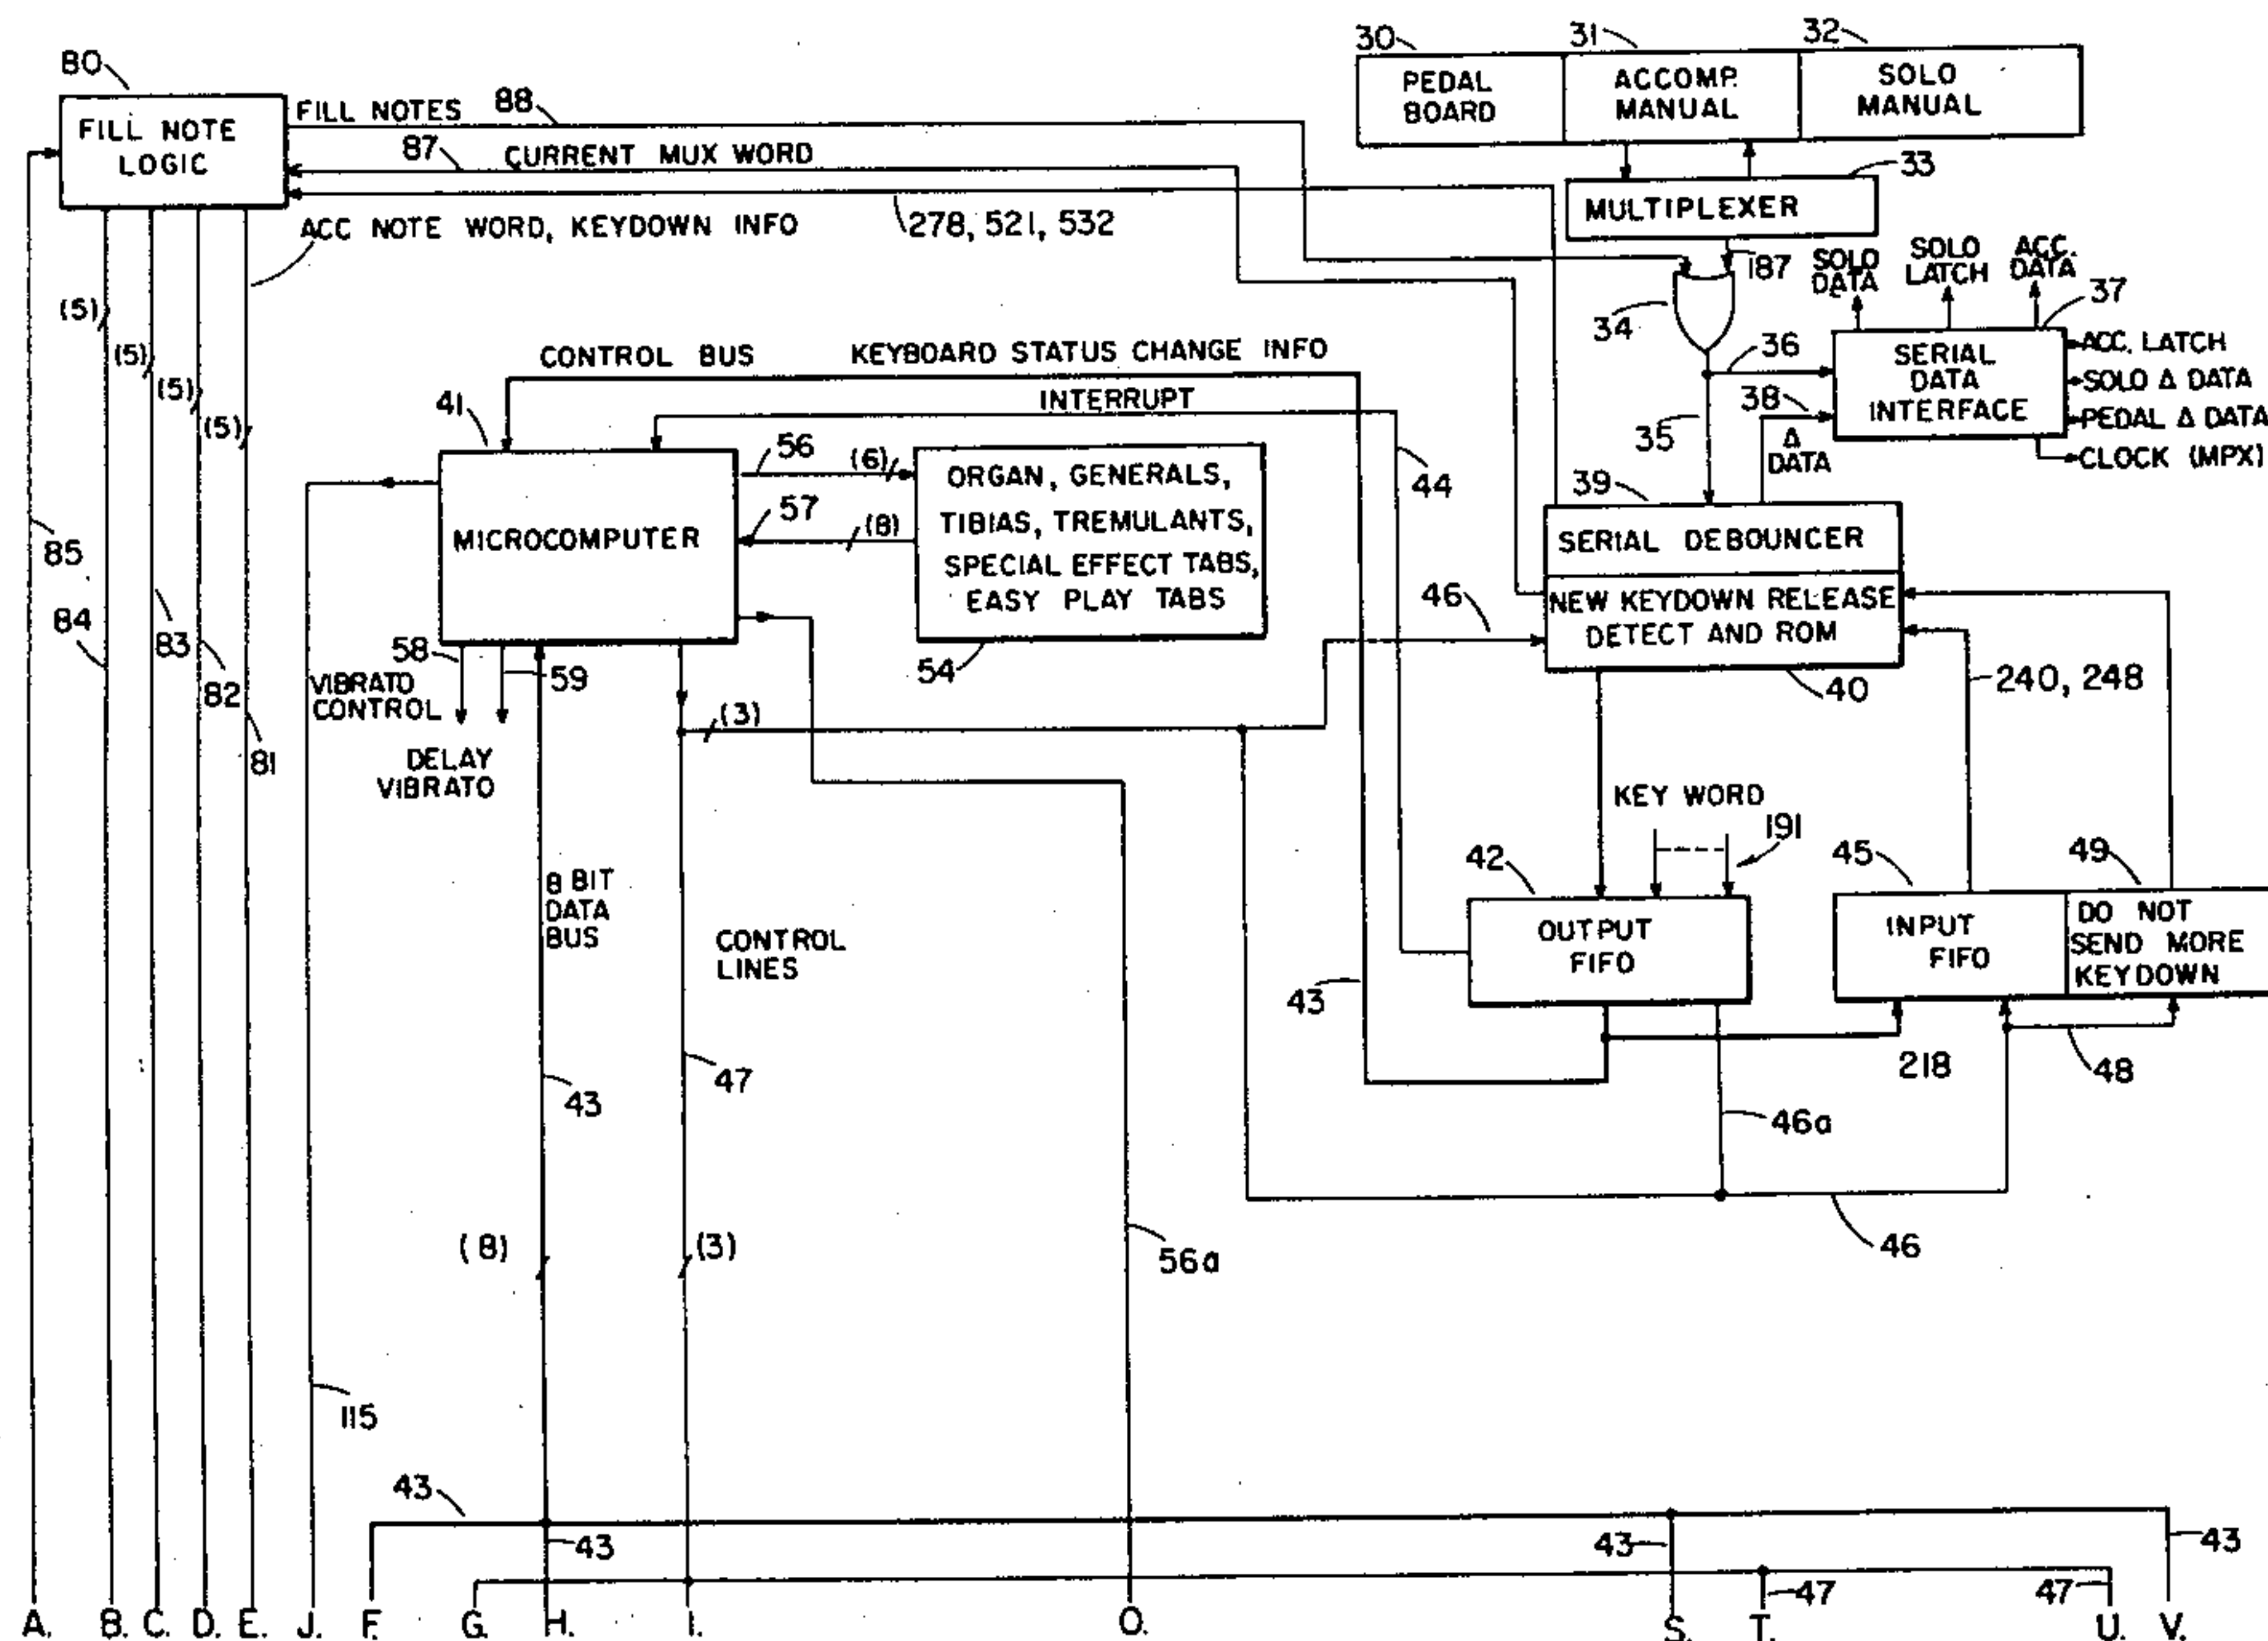 80
FILL NOTE
LOGIC
FILL NOTES
88
87
CURRENT MUX WORD
ACC NOTE WORD, KEYDOWN INFO
278, 521, 532
30
31
32
PEDAL
BOARD
ACCOMP.
MANUAL
SOLO
MANUAL
33
MULTIPLEXER
187
34
SOLO
DATA
SOLO
LATCH
ACC.
DATA
37
36
SERIAL
DATA
INTERFACE
ACC. LATCH
SOLO Δ DATA
PEDAL Δ DATA
CLOCK (MPX)
38
Δ
DATA
35
(5)
(5)
(5)
(5)
CONTROL BUS
KEYBOARD STATUS CHANGE INFO
INTERRUPT
41
MICROCOMPUTER
56
(6)
57
(8)
ORGAN, GENERALS,
TIBIAS, TREMULANTS,
SPECIAL EFFECT TABS,
EASY PLAY TABS
54
44
39
SERIAL DEBOUNCER
NEW KEYDOWN RELEASE
DETECT AND ROM
40
46
240, 248
85
84
83
82
81
58
VIBRATO
CONTROL
59
DELAY
VIBRATO
(3)
8 BIT
DATA
BUS
CONTROL
LINES
KEY WORD
191
42
OUTPUT
FIFO
45
INPUT
FIFO
49
DO NOT
SEND MORE
KEYDOWN
43
218
48
43
47
46a
46
(8)
(3)
56a
115
43
43
43
43
47
47
A.
B.
C.
D.
E.
J.
F.
G.
H.
I.
O.
S.
T.
U.
V.